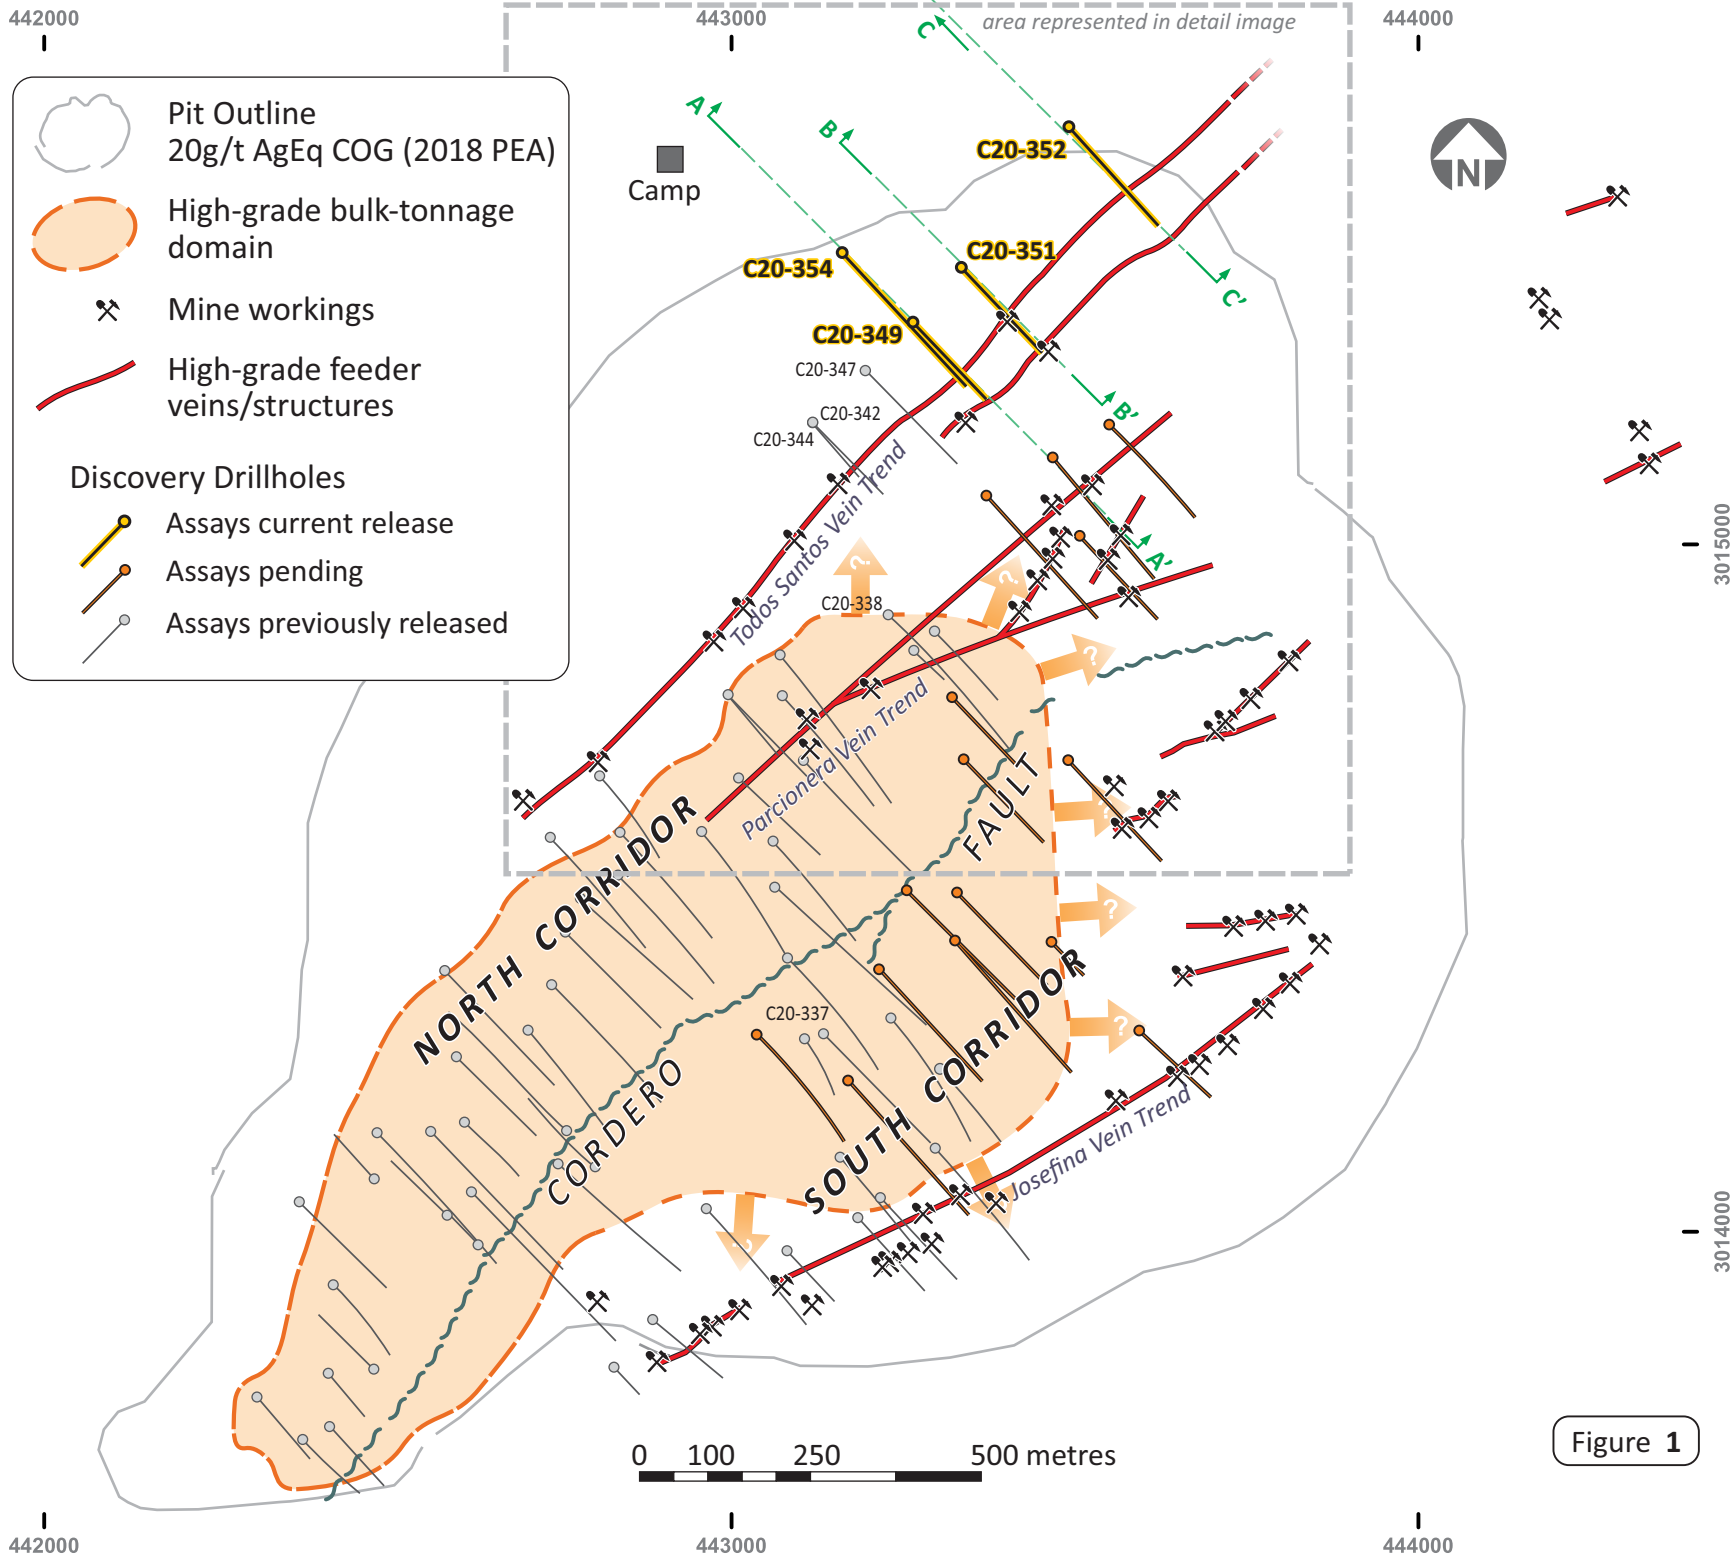 442000
443000
444000
area represented in detail image
C
A
B
Pit Outline
20g/t AgEq COG (2018 PEA)
High-grade bulk-tonnage
domain
Mine workings
High-grade feeder
veins/structures
Discovery Drillholes
Assays current release
Assays pending
Assays previously released
Camp
N
C20-352
C20-351
C20-354
C20-349
C'
B'
A'
C20-347
C20-342
C20-344
Todos Santos Vein Trend
3015000
?
?
C20-338
?
Parcionera Vein Trend
?
FAULT
NORTH CORRIDOR
?
C20-337
?
SOUTH CORRIDOR
CORDERO
Josefina Vein Trend
?
3014000
0 100 250 500 metres
Figure 1
442000
443000
444000